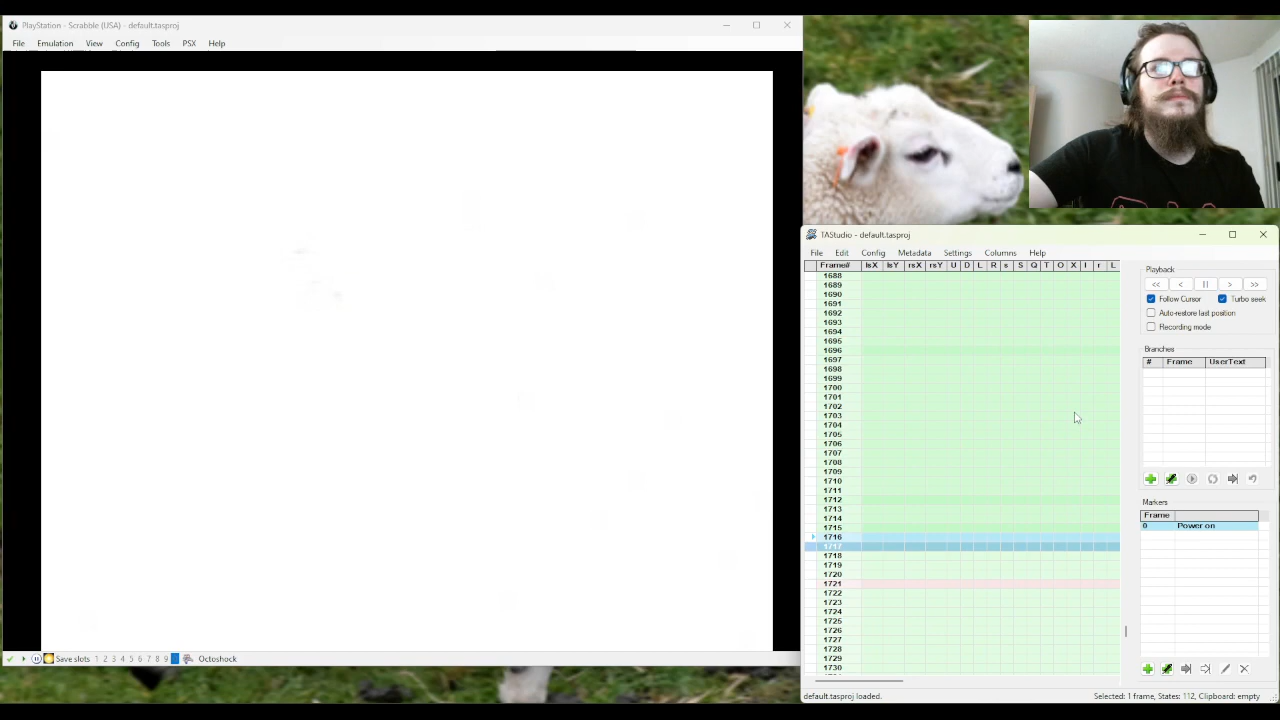 PlayStation - Scrabble (USA) - default.tasproj
File Emulation View Config Tools PSX Help
Save slots 1 2 3 4 5 6 7 8 9 Octoshock
TAStudio - default.tasproj
File Edit Config Metadata Settings Columns Help
Frame# lsX lsY rsX rsY U D L R s S Q T O X l r L
1688
1689
1690
1691
1692
1693
1694
1695
1696
1697
1698
1699
1700
1701
1702
1703
1704
1705
1706
1707
1708
1709
1710
1711
1712
1713
1714
1715
1716
1717
1718
1719
1720
1721
1722
1723
1724
1725
1726
1727
1728
1729
1730
Playback
<< < || > >>
Follow Cursor Turbo seek
Auto-restore last position
Recording mode
Branches
# Frame UserText
Markers
Frame
0 Power on
default.tasproj loaded.
Selected: 1 frame, States: 112, Clipboard: empty